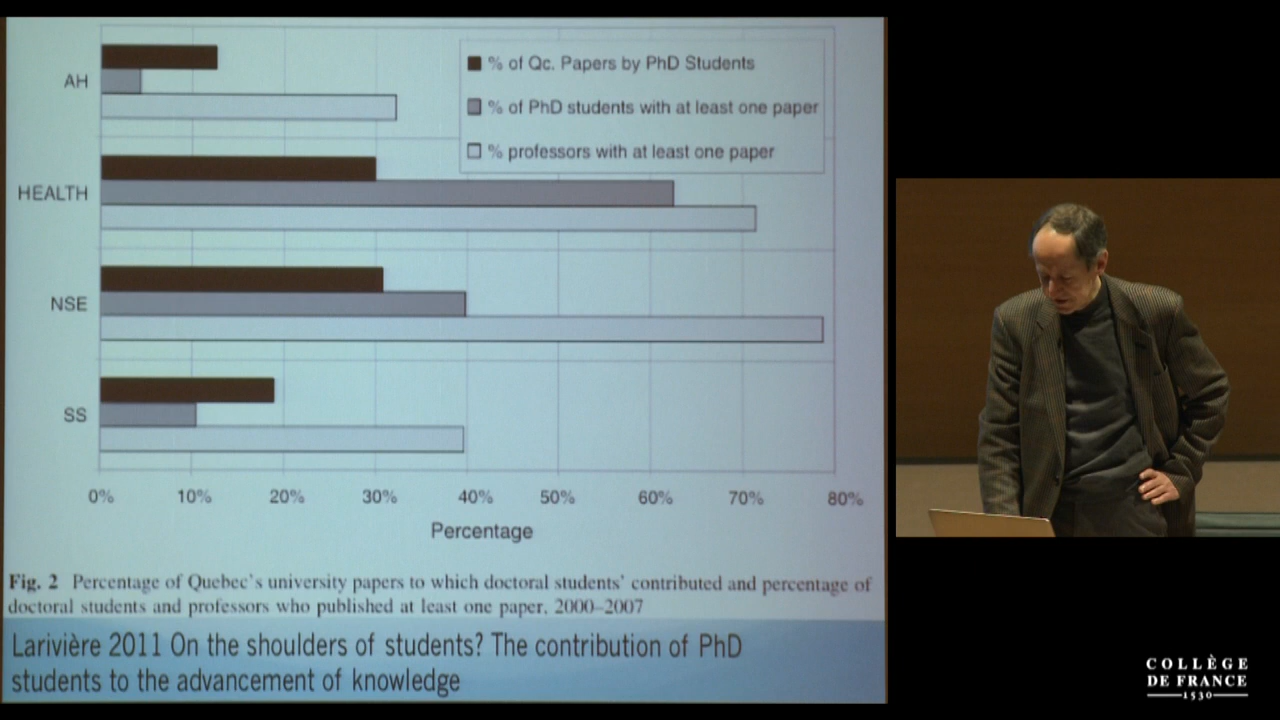 % of Qc. Papers by PhD Students
% of PhD students with at least one paper
% professors with at least one paper
AH
HEALTH
NSE
SS
0% 10% 20% 30% 40% 50% 60% 70% 80%
Percentage
Fig. 2 Percentage of Quebec's university papers to which doctoral students' contributed and percentage of
doctoral students and professors who published at least one paper, 2000–2007
Larivière 2011 On the shoulders of students? The contribution of PhD
students to the advancement of knowledge
COLLÈGE
DE FRANCE
1530